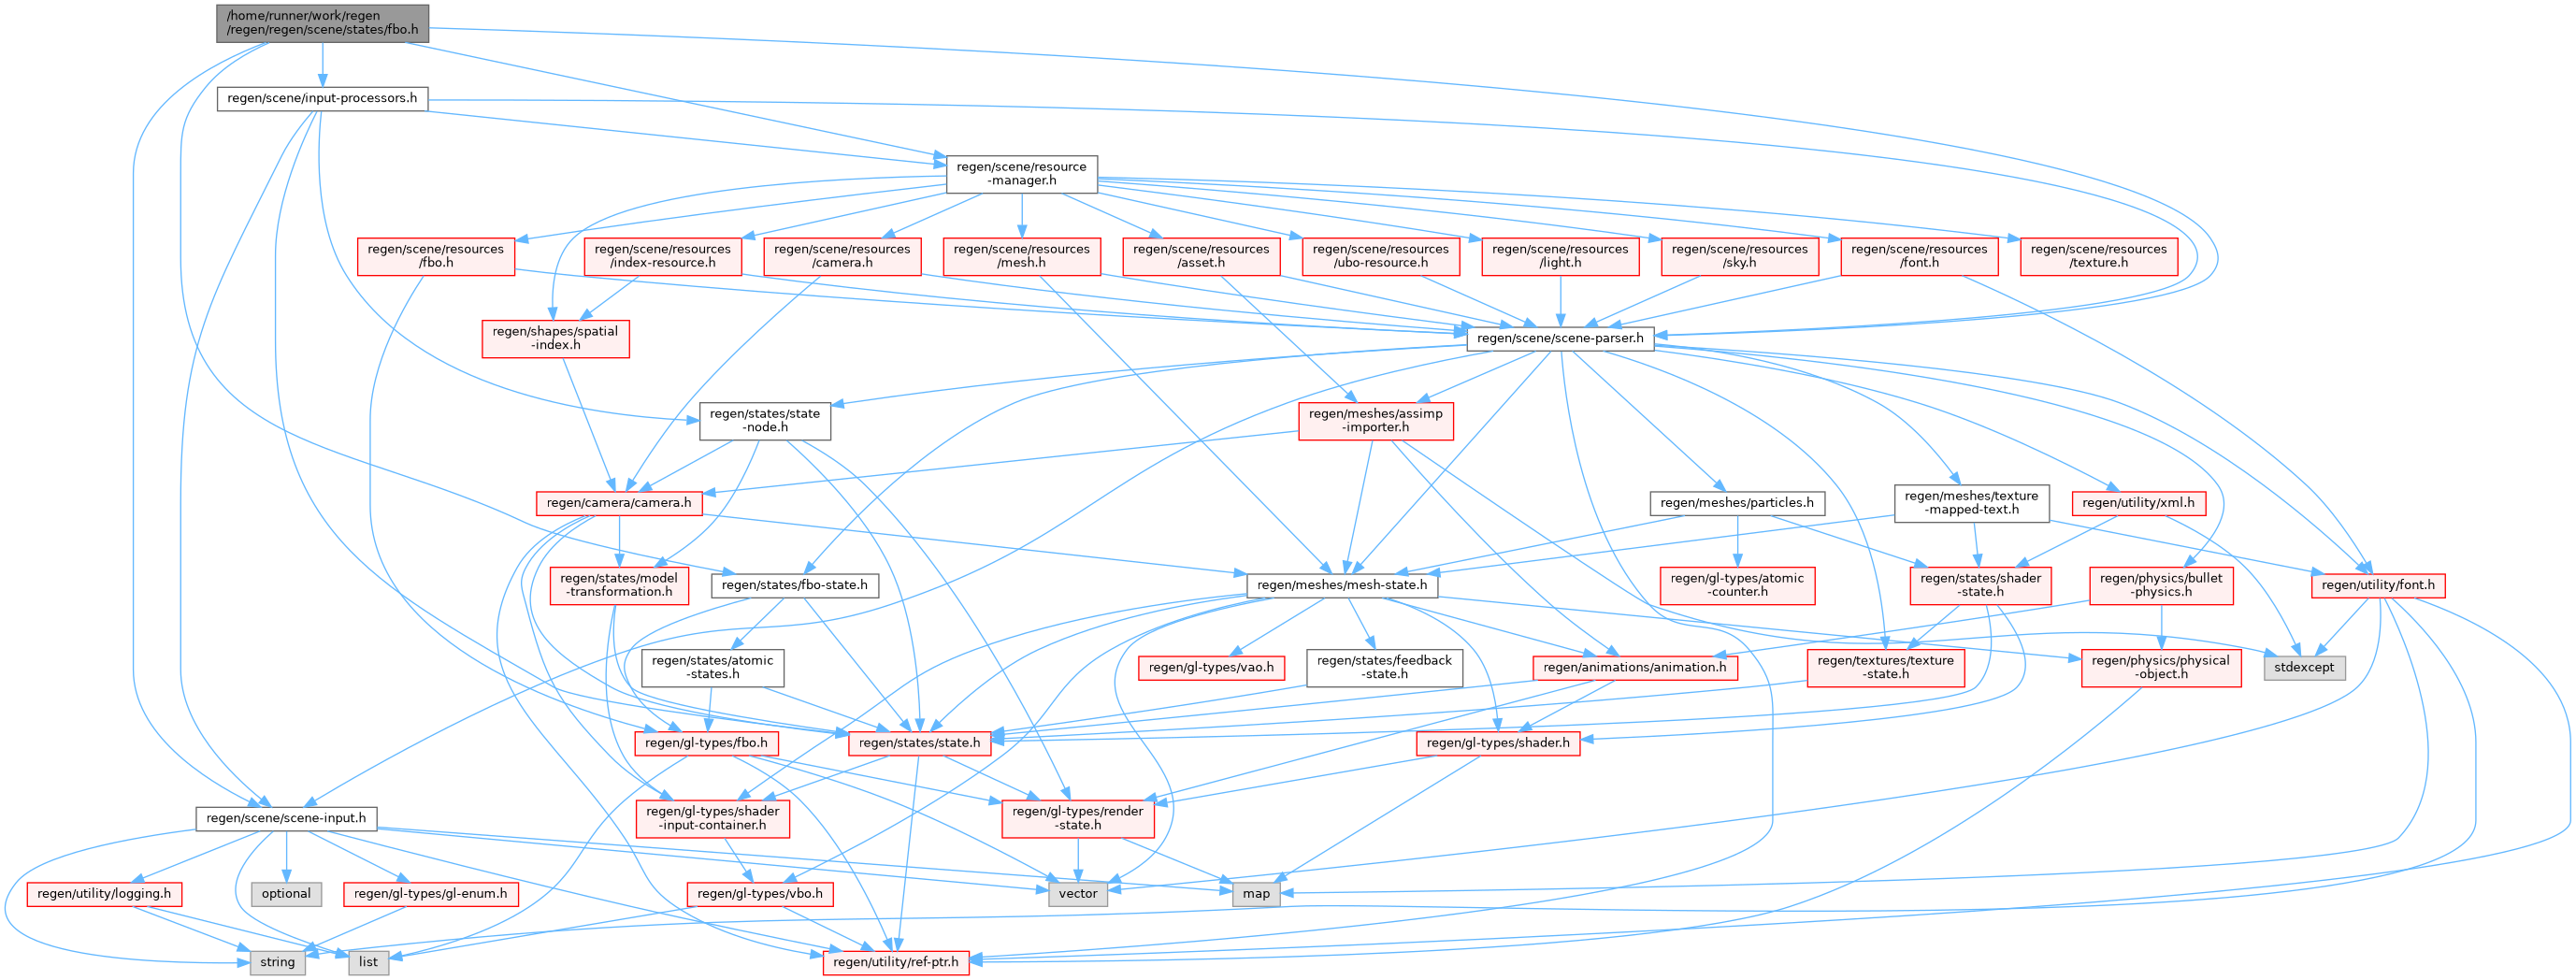 /home/runner/work/regen
/regen/regen/scene/states/fbo.h
regen/scene/input-processors.h
regen/scene/resource
-manager.h
regen/scene/resources
/fbo.h
regen/scene/resources
/index-resource.h
regen/scene/resources
/camera.h
regen/scene/resources
/mesh.h
regen/scene/resources
/asset.h
regen/scene/resources
/ubo-resource.h
regen/scene/resources
/light.h
regen/scene/resources
/sky.h
regen/scene/resources
/font.h
regen/scene/resources
/texture.h
regen/shapes/spatial
-index.h
regen/scene/scene-parser.h
regen/states/state
-node.h
regen/meshes/assimp
-importer.h
regen/camera/camera.h
regen/meshes/particles.h
regen/meshes/texture
-mapped-text.h
regen/utility/xml.h
regen/states/model
-transformation.h
regen/states/fbo-state.h
regen/meshes/mesh-state.h
regen/gl-types/atomic
-counter.h
regen/states/shader
-state.h
regen/physics/bullet
-physics.h
regen/utility/font.h
regen/states/atomic
-states.h
regen/gl-types/vao.h
regen/states/feedback
-state.h
regen/animations/animation.h
regen/textures/texture
-state.h
regen/physics/physical
-object.h
stdexcept
regen/gl-types/fbo.h
regen/states/state.h
regen/gl-types/shader.h
regen/scene/scene-input.h
regen/gl-types/shader
-input-container.h
regen/gl-types/render
-state.h
regen/utility/logging.h
optional
regen/gl-types/gl-enum.h
regen/gl-types/vbo.h
vector
map
string
list
regen/utility/ref-ptr.h